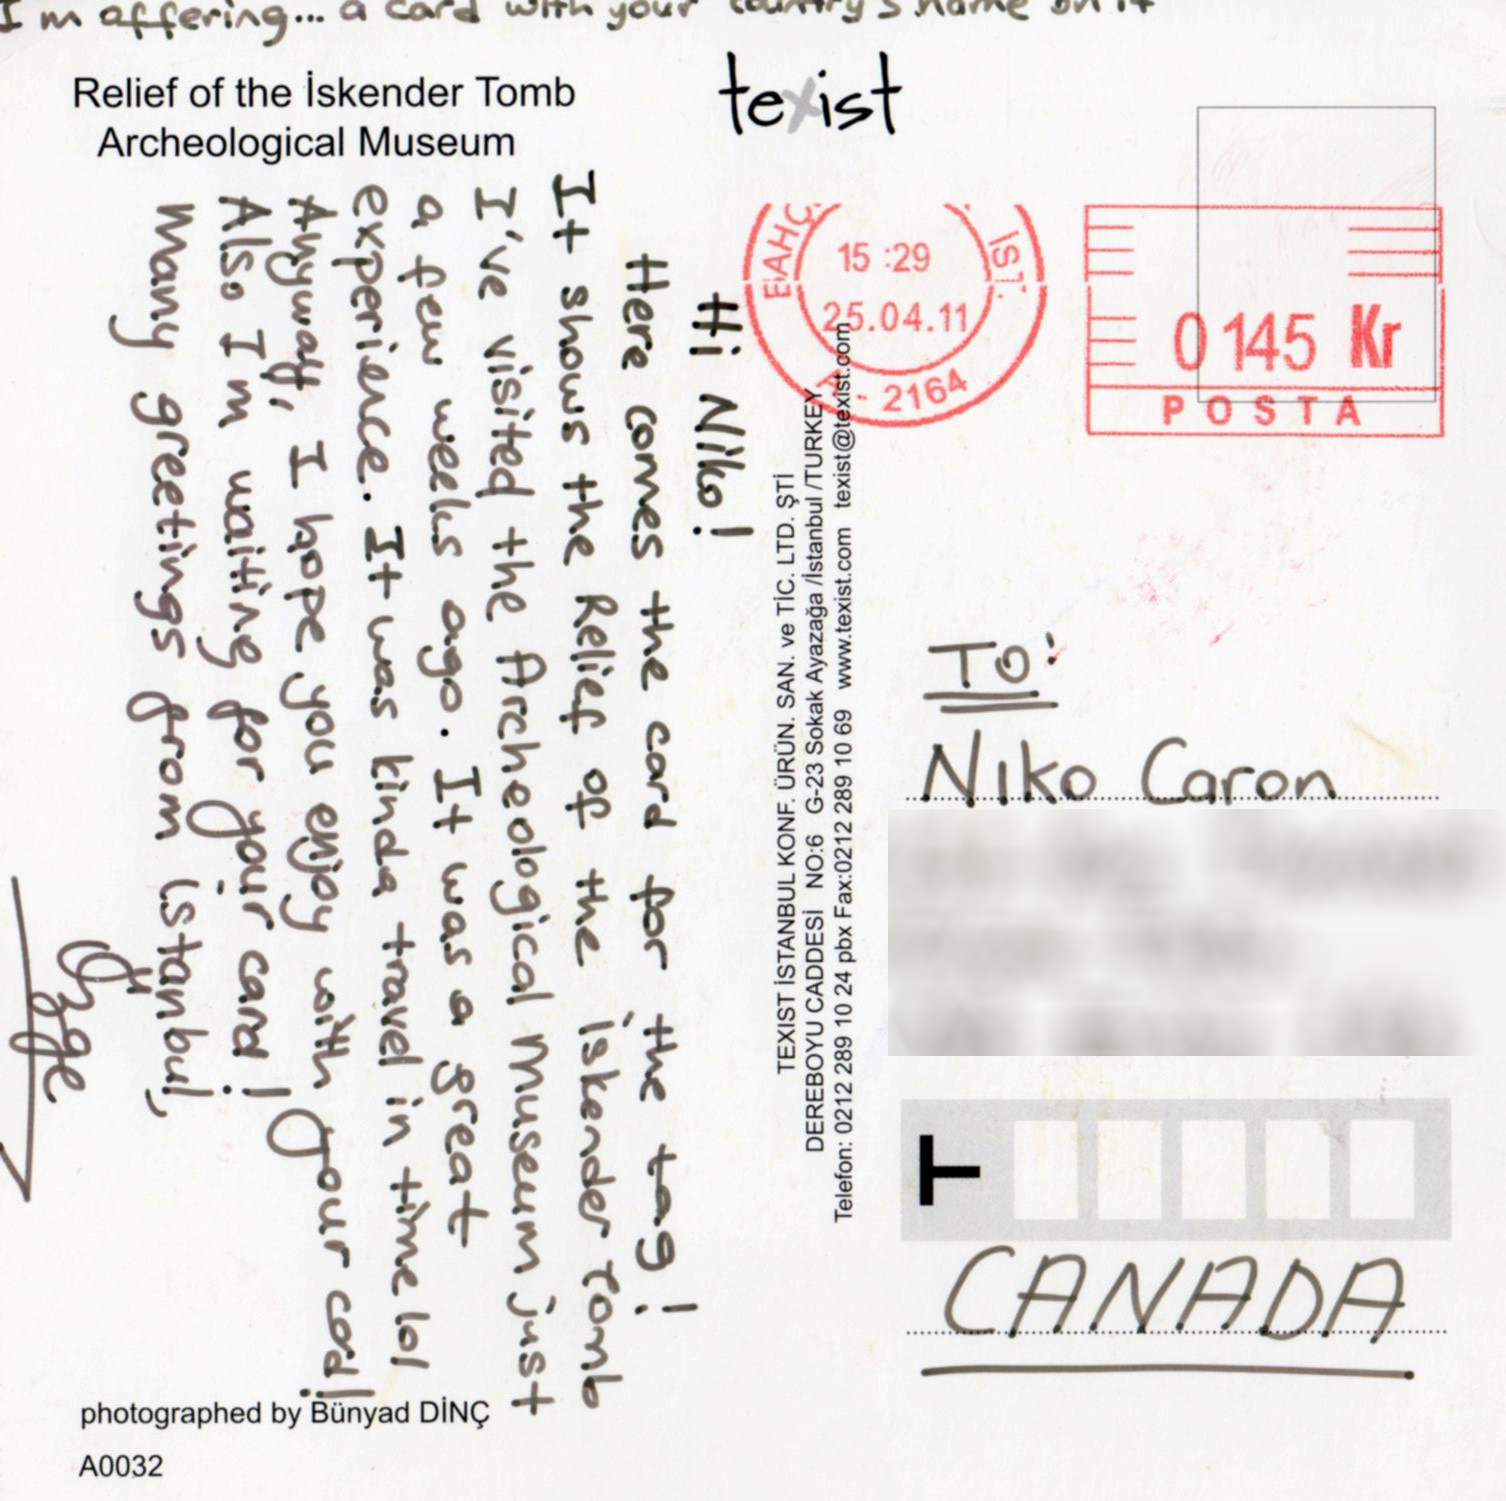 I'm offering... a card with your country's name on it
Relief of the İskender Tomb
Archeological Museum
texist
Hi Niko!
Here comes the card for the tag!
It shows the Relief of the İskender Tomb
I've visited the Archeological Museum just
a few weeks ago. It was a great
experience. It was kinda travel in time lol
Anyway, I hope you enjoy with your card!
Also I'm waiting for your card!
Many greetings from istanbul,
Özge
photographed by Bünyad DİNÇ
A0032
TEXIST İSTANBUL KONF. ÜRÜN. SAN. ve TİC. LTD. ŞTİ
DEREBOYU CADDESİ NO:6 G-23 Sokak Ayazağa /İstanbul /TURKEY
Telefon: 0212 289 10 24 pbx Fax:0212 289 10 69 www.texist.com texist@texist.com
15 :29
25.04.11
İST.
- 2164
0145 Kr
POSTA
To:
Niko Caron
T
CANADA